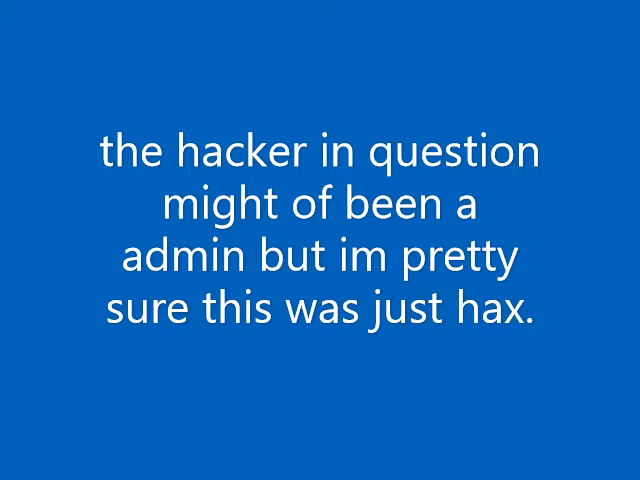 the hacker in question
might of been a
admin but im pretty
sure this was just hax.